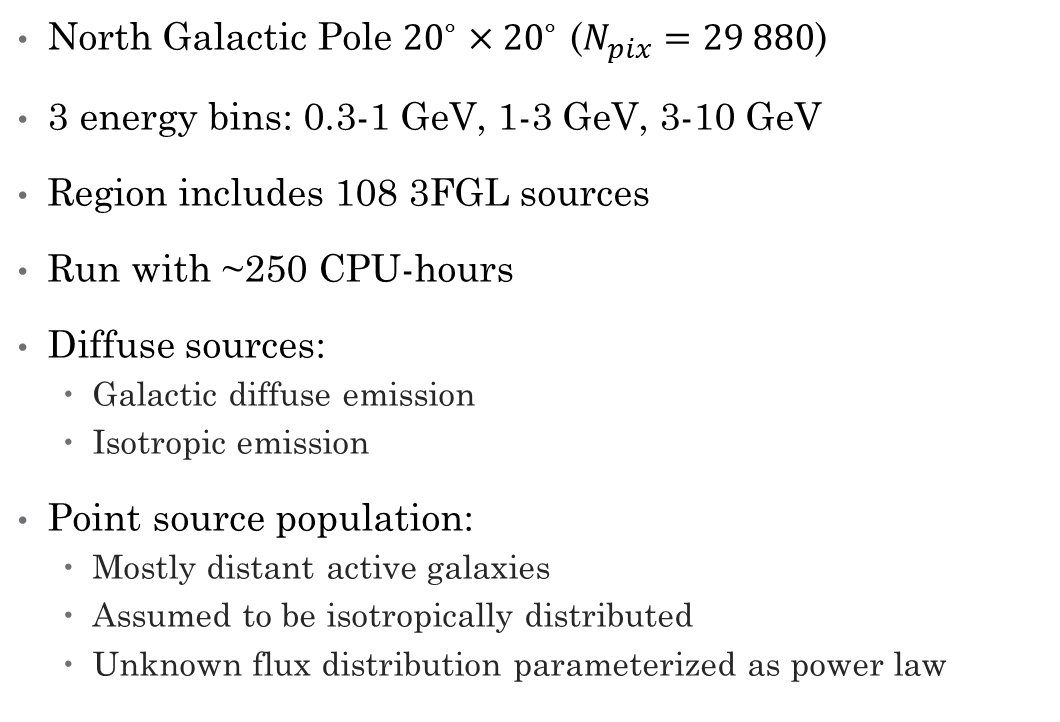 • North Galactic Pole 20° × 20° (N_pix = 29 880)
• 3 energy bins: 0.3-1 GeV, 1-3 GeV, 3-10 GeV
• Region includes 108 3FGL sources
• Run with ~250 CPU-hours
• Diffuse sources:
• Galactic diffuse emission
• Isotropic emission
• Point source population:
• Mostly distant active galaxies
• Assumed to be isotropically distributed
• Unknown flux distribution parameterized as power law